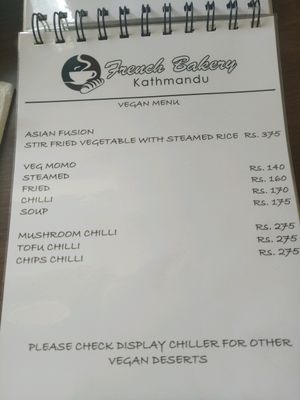 French Bakery
Kathmandu
VEGAN MENU
ASIAN FUSION
STIR FRIED VEGETABLE WITH STEAMED RICE Rs. 375
VEG MOMO
STEAMED Rs. 140
FRIED Rs. 160
CHILLI Rs. 170
SOUP Rs. 175
MUSHROOM CHILLI Rs. 275
TOFU CHILLI Rs. 275
CHIPS CHILLI Rs. 275
PLEASE CHECK DISPLAY CHILLER FOR OTHER
VEGAN DESERTS